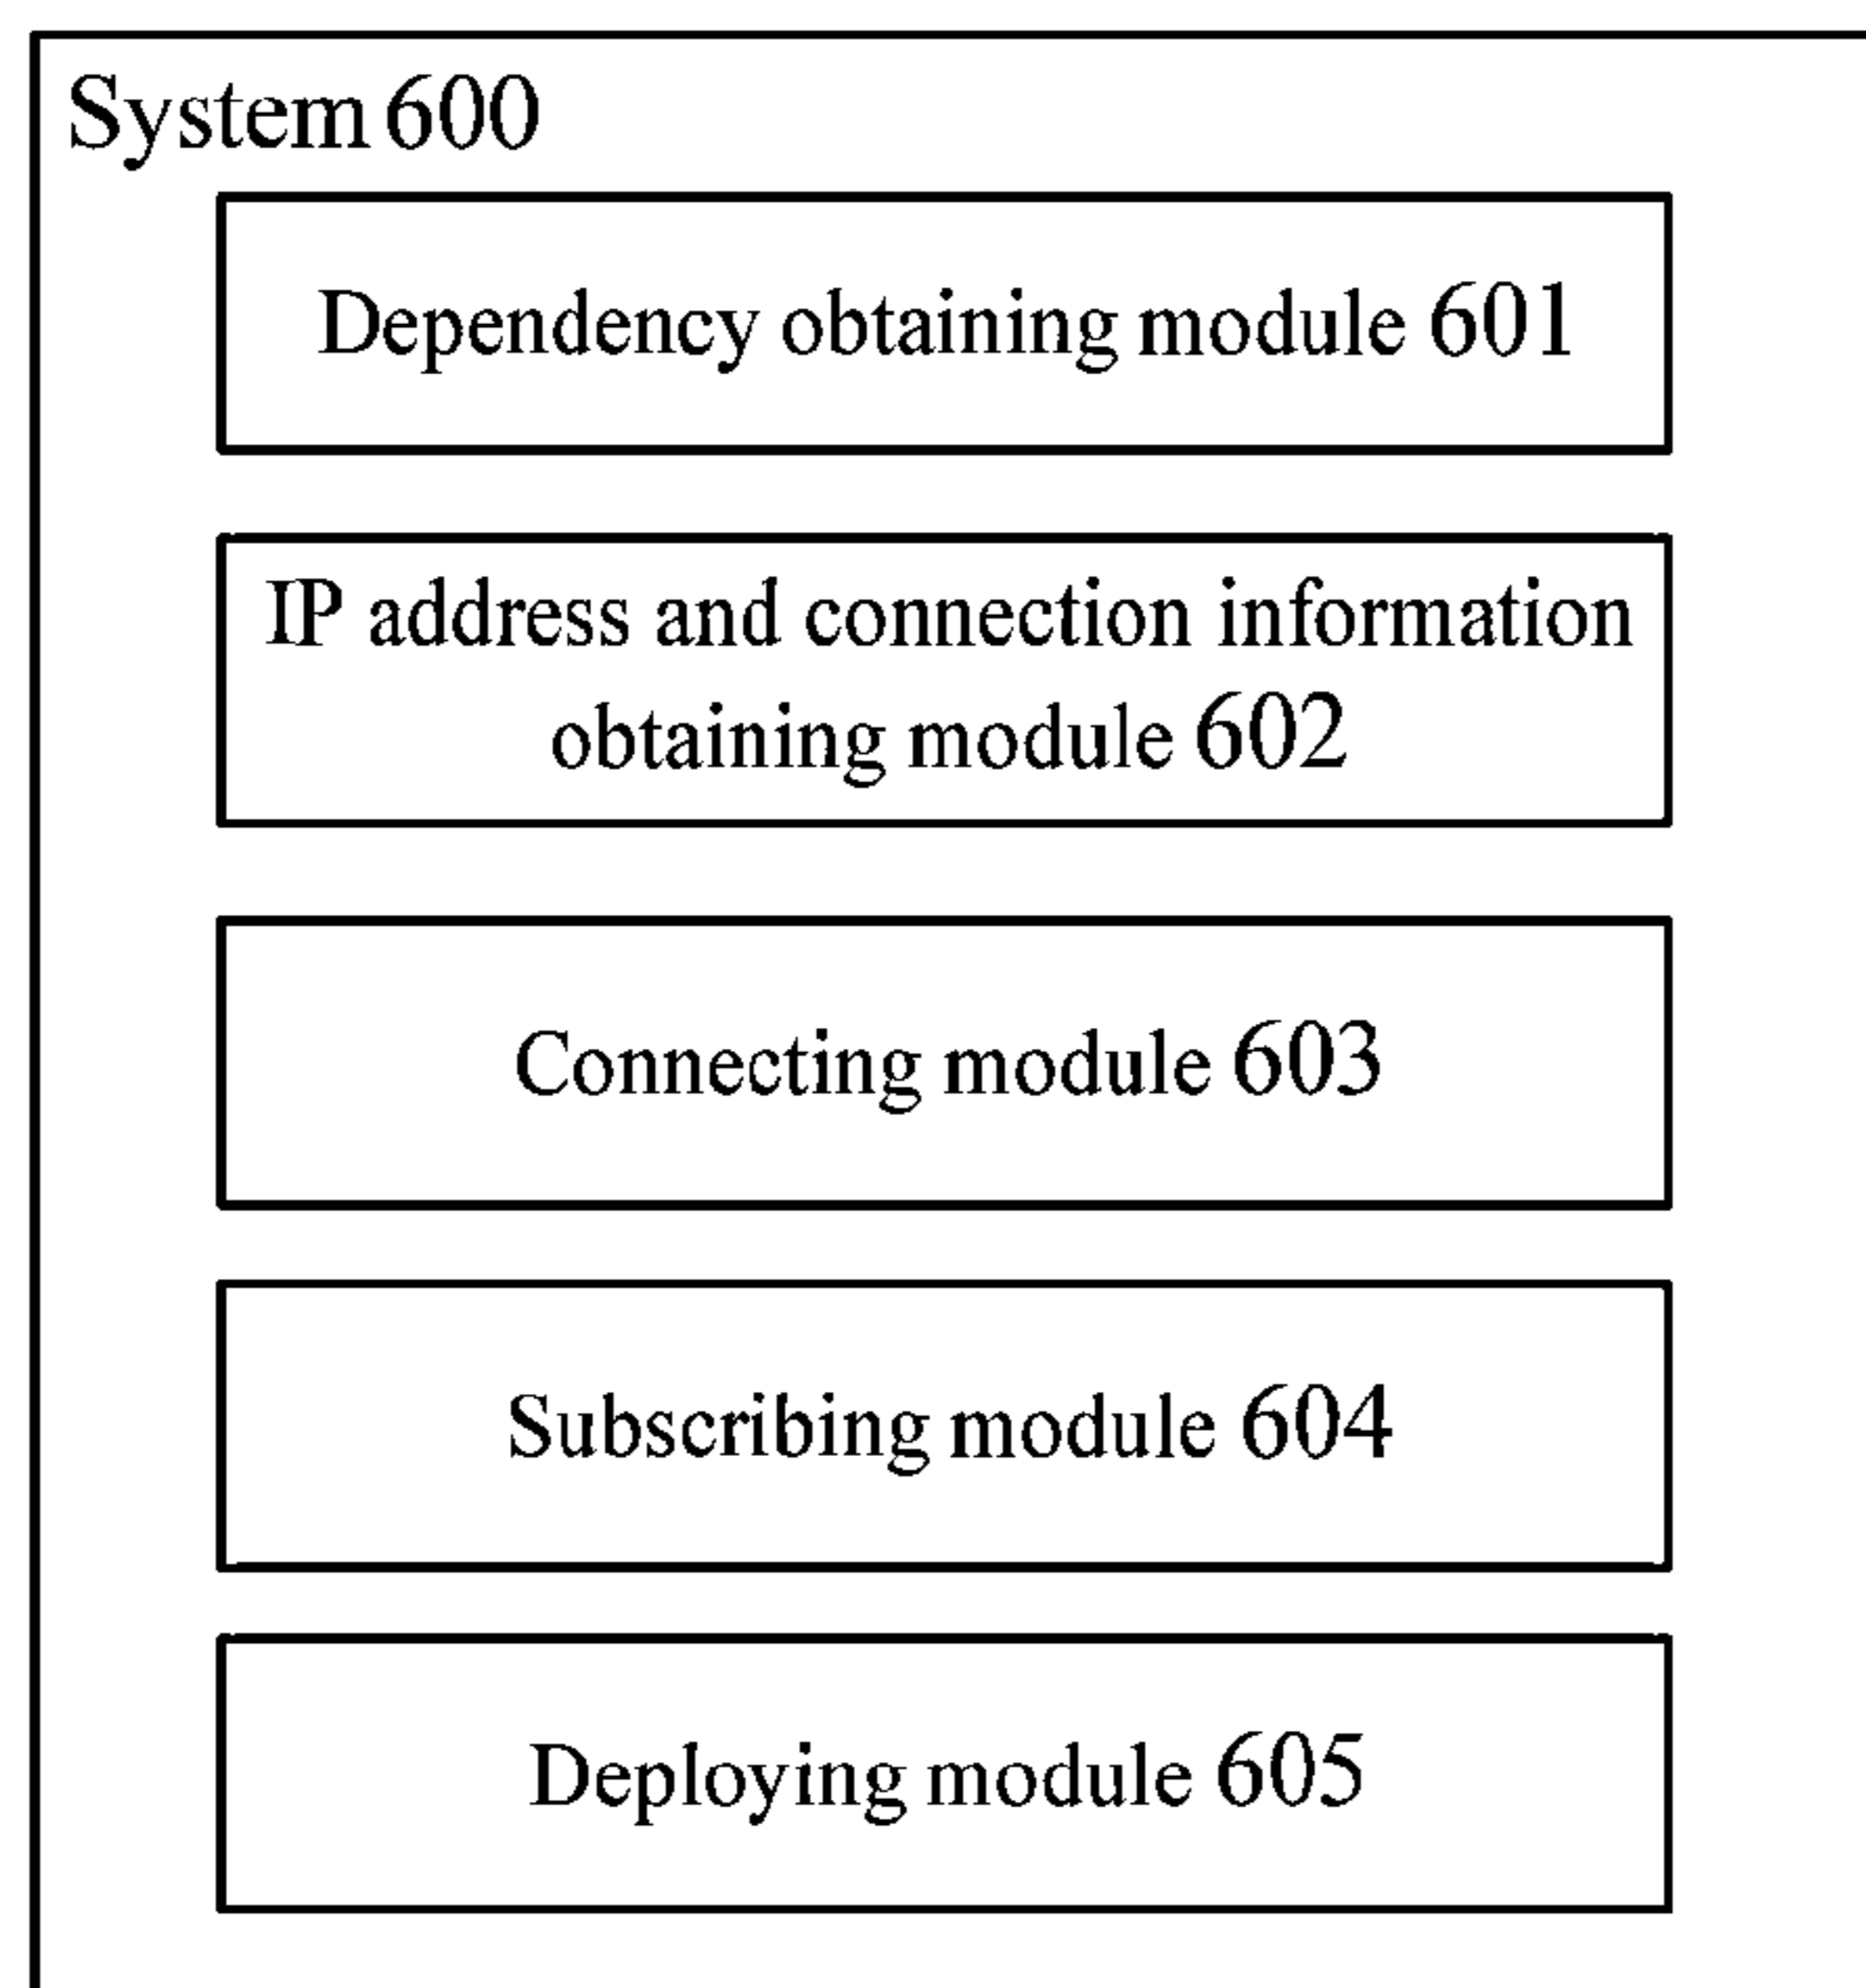 System 600
Dependency obtaining module 601
IP address and connection information
obtaining module 602
Connecting module 603
Subscribing module 604
Deploying module 605